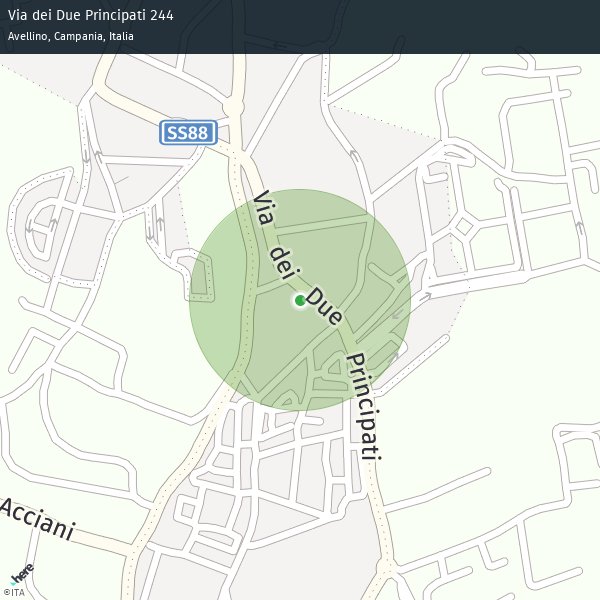 Via dei Due Principati 244
Avellino, Campania, Italia
SS88
Via dei Due Principati
Acciani
here
©ITA